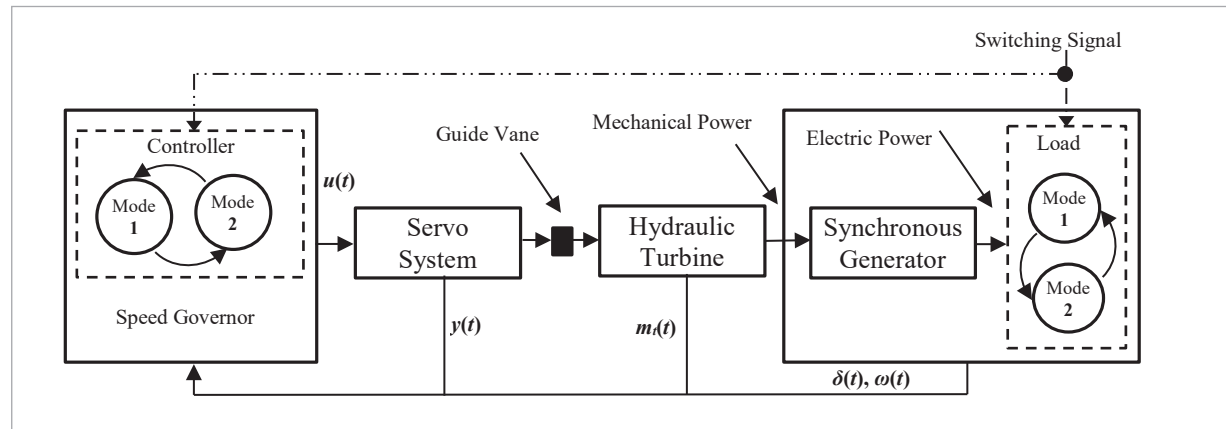 Switching Signal
Controller
Mode
1
Mode
2
Speed Governor
u(t)
Servo
System
Guide Vane
Hydraulic
Turbine
Mechanical Power
Synchronous
Generator
Electric Power
Load
Mode
1
Mode
2
y(t)
mₜ(t)
δ(t), ω(t)